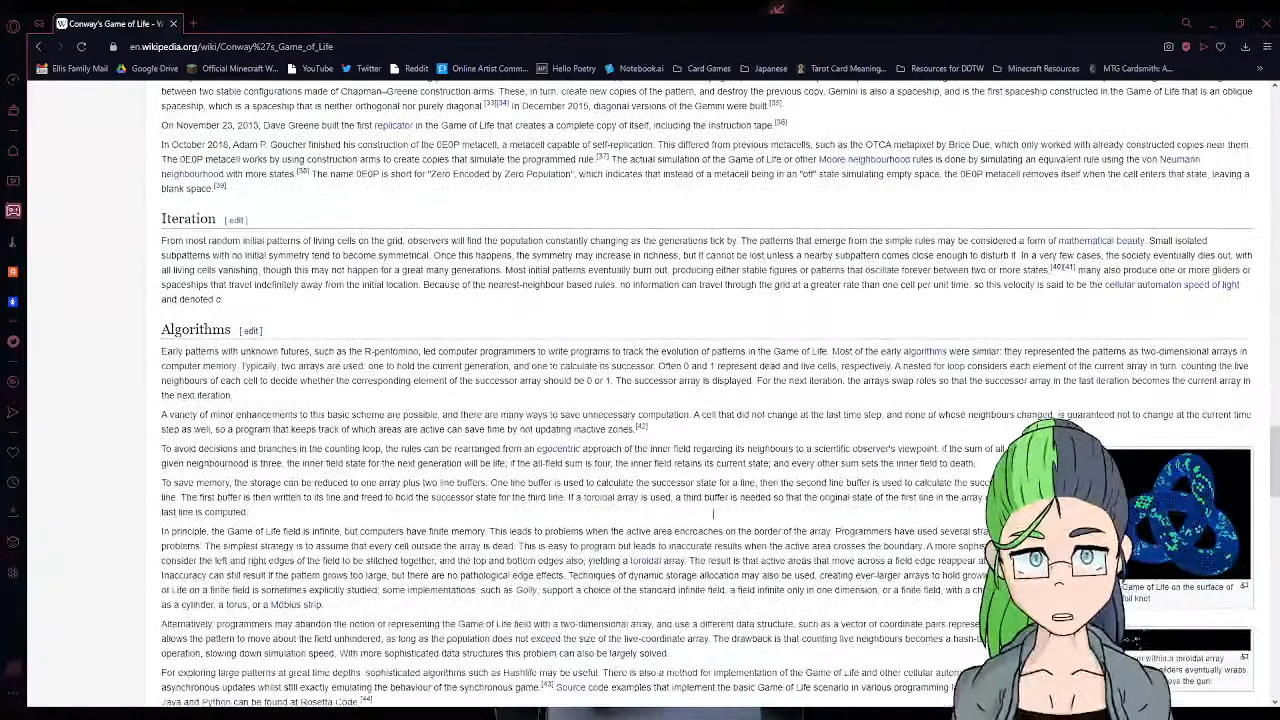 Conway's Game of Life - W
en.wikipedia.org/wiki/Conway%27s_Game_of_Life
Ellis Family Mail
Google Drive
Official Minecraft W...
YouTube
Twitter
Reddit
Online Artist Comm...
Hello Poetry
Notebook.ai
Card Games
Japanese
Tarot Card Meaning...
Resources for DDTW
Minecraft Resources
MTG Cardsmith: A...
between two stable configurations made of Chapman–Greene construction arms. These, in turn, create new copies of the pattern, and destroy the previous copy. Gemini is also a spaceship, and is the first spaceship constructed in the Game of Life that is an oblique
spaceship, which is a spaceship that is neither orthogonal nor purely diagonal.[33][34] In December 2015, diagonal versions of the Gemini were built.[35]
On November 23, 2013, Dave Greene built the first replicator in the Game of Life that creates a complete copy of itself, including the instruction tape.[36]
In October 2018, Adam P. Goucher finished his construction of the 0E0P metacell, a metacell capable of self-replication. This differed from previous metacells, such as the OTCA metapixel by Brice Due, which only worked with already constructed copies near them.
The 0E0P metacell works by using construction arms to create copies that simulate the programmed rule.[37] The actual simulation of the Game of Life or other Moore neighbourhood rules is done by simulating an equivalent rule using the von Neumann
neighbourhood with more states.[38] The name 0E0P is short for "Zero Encoded by Zero Population", which indicates that instead of a metacell being in an "off" state simulating empty space, the 0E0P metacell removes itself when the cell enters that state, leaving a
blank space.[39]
Iteration [ edit ]
From most random initial patterns of living cells on the grid, observers will find the population constantly changing as the generations tick by. The patterns that emerge from the simple rules may be considered a form of mathematical beauty. Small isolated
subpatterns with no initial symmetry tend to become symmetrical. Once this happens, the symmetry may increase in richness, but it cannot be lost unless a nearby subpattern comes close enough to disturb it. In a very few cases, the society eventually dies out, with
all living cells vanishing, though this may not happen for a great many generations. Most initial patterns eventually burn out, producing either stable figures or patterns that oscillate forever between two or more states;[40][41] many also produce one or more gliders or
spaceships that travel indefinitely away from the initial location. Because of the nearest-neighbour based rules, no information can travel through the grid at a greater rate than one cell per unit time, so this velocity is said to be the cellular automaton speed of light
and denoted c.
Algorithms [ edit ]
Early patterns with unknown futures, such as the R-pentomino, led computer programmers to write programs to track the evolution of patterns in the Game of Life. Most of the early algorithms were similar: they represented the patterns as two-dimensional arrays in
computer memory. Typically, two arrays are used: one to hold the current generation, and one to calculate its successor. Often 0 and 1 represent dead and live cells, respectively. A nested for loop considers each element of the current array in turn, counting the live
neighbours of each cell to decide whether the corresponding element of the successor array should be 0 or 1. The successor array is displayed. For the next iteration, the arrays swap roles so that the successor array in the last iteration becomes the current array in
the next iteration.
A variety of minor enhancements to this basic scheme are possible, and there are many ways to save unnecessary computation. A cell that did not change at the last time step, and none of whose neighbours changed, is guaranteed not to change at the current time
step as well, so a program that keeps track of which areas are active can save time by not updating inactive zones.[42]
To avoid decisions and branches in the counting loop, the rules can be rearranged from an egocentric approach of the inner field regarding its neighbours to a scientific observer's viewpoint: if the sum of all
given neighbourhood is three, the inner field state for the next generation will be life; if the all-field sum is four, the inner field retains its current state; and every other sum sets the inner field to death.
To save memory, the storage can be reduced to one array plus two line buffers. One line buffer is used to calculate the successor state for a line, then the second line buffer is used to calculate the succ
line. The first buffer is then written to its line and freed to hold the successor state for the third line. If a toroidal array is used, a third buffer is needed so that the original state of the first line in the array
last line is computed.
In principle, the Game of Life field is infinite, but computers have finite memory. This leads to problems when the active area encroaches on the border of the array. Programmers have used several stra
problems. The simplest strategy is to assume that every cell outside the array is dead. This is easy to program but leads to inaccurate results when the active area crosses the boundary. A more soph
consider the left and right edges of the field to be stitched together, and the top and bottom edges also, yielding a toroidal array. The result is that active areas that move across a field edge reappear at
Inaccuracy can still result if the pattern grows too large, but there are no pathological edge effects. Techniques of dynamic storage allocation may also be used, creating ever-larger arrays to hold growing
or Life on a finite field is sometimes explicitly studied; some implementations such as Golly, support a choice of the standard infinite field, a field infinite only in one dimension, or a finite field, with a ch
as a cylinder, a torus, or a Möbius strip.
Alternatively, programmers may abandon the notion of representing the Game of Life field with a two-dimensional array, and use a different data structure, such as a vector of coordinate pairs represen
allows the pattern to move about the field unhindered, as long as the population does not exceed the size of the live-coordinate array. The drawback is that counting live neighbours becomes a hash-t
operation, slowing down simulation speed. With more sophisticated data structures this problem can also be largely solved.
For exploring large patterns at great time depths, sophisticated algorithms such as Hashlife may be useful. There is also a method for implementation of the Game of Life and other cellular autom
asynchronous updates whilst still exactly emulating the behaviour of the synchronous game.[43] Source code examples that implement the basic Game of Life scenario in various programming l
Java and Python can be found at Rosetta Code.[44]
Game of Life on the surface of
foil knot
within a toroidal array
gliders eventually wraps
oys the gun.